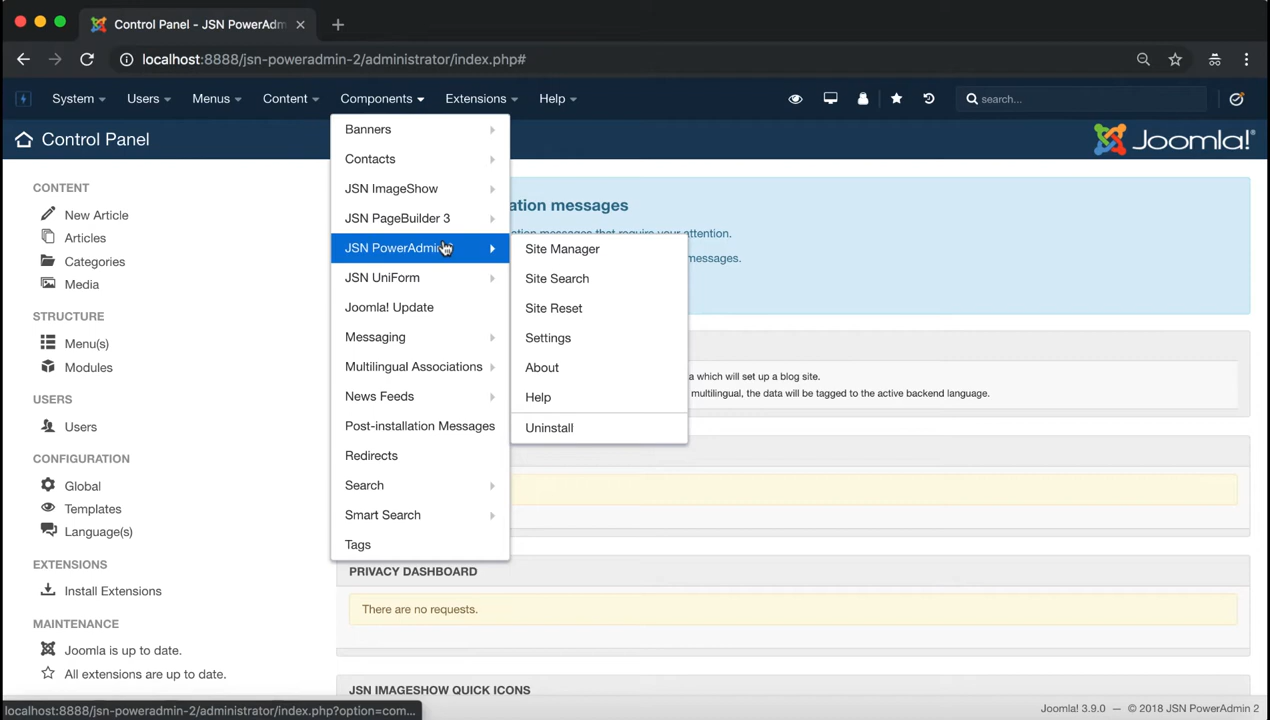 Control Panel - JSN PowerAdmin
localhost:8888/jsn-poweradmin-2/administrator/index.php#
System
Users
Menus
Content
Components
Extensions
Help
search...
Control Panel
Joomla!
CONTENT
New Article
Articles
Categories
Media
STRUCTURE
Menu(s)
Modules
USERS
Users
CONFIGURATION
Global
Templates
Language(s)
EXTENSIONS
Install Extensions
MAINTENANCE
Joomla is up to date.
All extensions are up to date.
Banners
Contacts
JSN ImageShow
JSN PageBuilder 3
JSN PowerAdmin
JSN UniForm
Joomla! Update
Messaging
Multilingual Associations
News Feeds
Post-installation Messages
Redirects
Search
Smart Search
Tags
Site Manager
Site Search
Site Reset
Settings
About
Help
Uninstall
ation messages
ation messages that require your attention.
messages.
a which will set up a blog site.
multilingual, the data will be tagged to the active backend language.
PRIVACY DASHBOARD
There are no requests.
JSN IMAGESHOW QUICK ICONS
localhost:8888/jsn-poweradmin-2/administrator/index.php?option=com...
Joomla! 3.9.0 — © 2018 JSN PowerAdmin 2